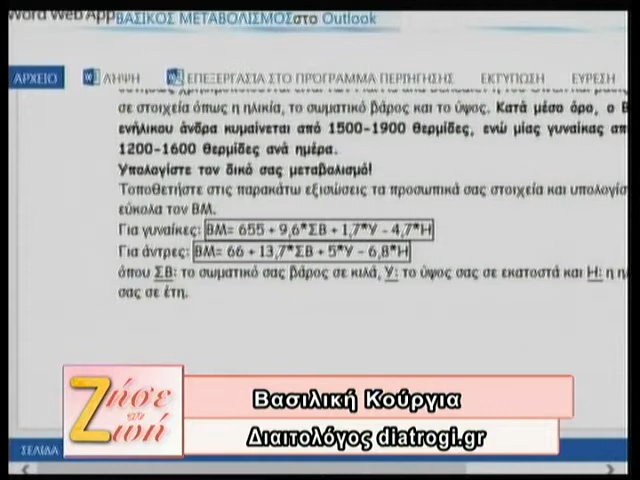 Word Web App ΒΑΣΙΚΟΣ ΜΕΤΑΒΟΛΙΣΜΟΣ στο Outlook
ΑΡΧΕΙΟ ΛΗΨΗ ΕΠΕΞΕΡΓΑΣΙΑ ΣΤΟ ΠΡΟΓΡΑΜΜΑ ΠΕΡΙΗΓΗΣΗΣ ΕΚΤΥΠΩΣΗ ΕΥΡΕΣΗ
σε στοιχεία όπως η ηλικία, το σωματικό βάρος και το ύψος. Κατά μέσο όρο, ο
ενήλικου άνδρα κυμαίνεται από 1500-1900 θερμίδες, ενώ μίας γυναίκας
1200-1600 θερμίδες ανά ημέρα.
Υπολογίστε τον δικό σας μεταβολισμό!
Τοποθετήστε στις παρακάτω εξισώσεις τα προσωπικά σας στοιχεία και
εύκολα τον ΒΜ.
Για γυναίκες: ΒΜ= 655 + 9,6*ΣΒ + 1,7*Υ - 4,7*Η
Για άντρες: ΒΜ= 66 + 13,7*ΣΒ + 5*Υ - 6,8*Η
όπου ΣΒ: το σωματικό σας βάρος σε κιλά, Υ: το ύψος σας σε εκατοστά και Η: η
σας σε έτη.
Ζήσε
την
Ζωή
Βασιλική Κούργια
Διαιτολόγος diatrogi.gr
ΣΕΛΙΔΑ